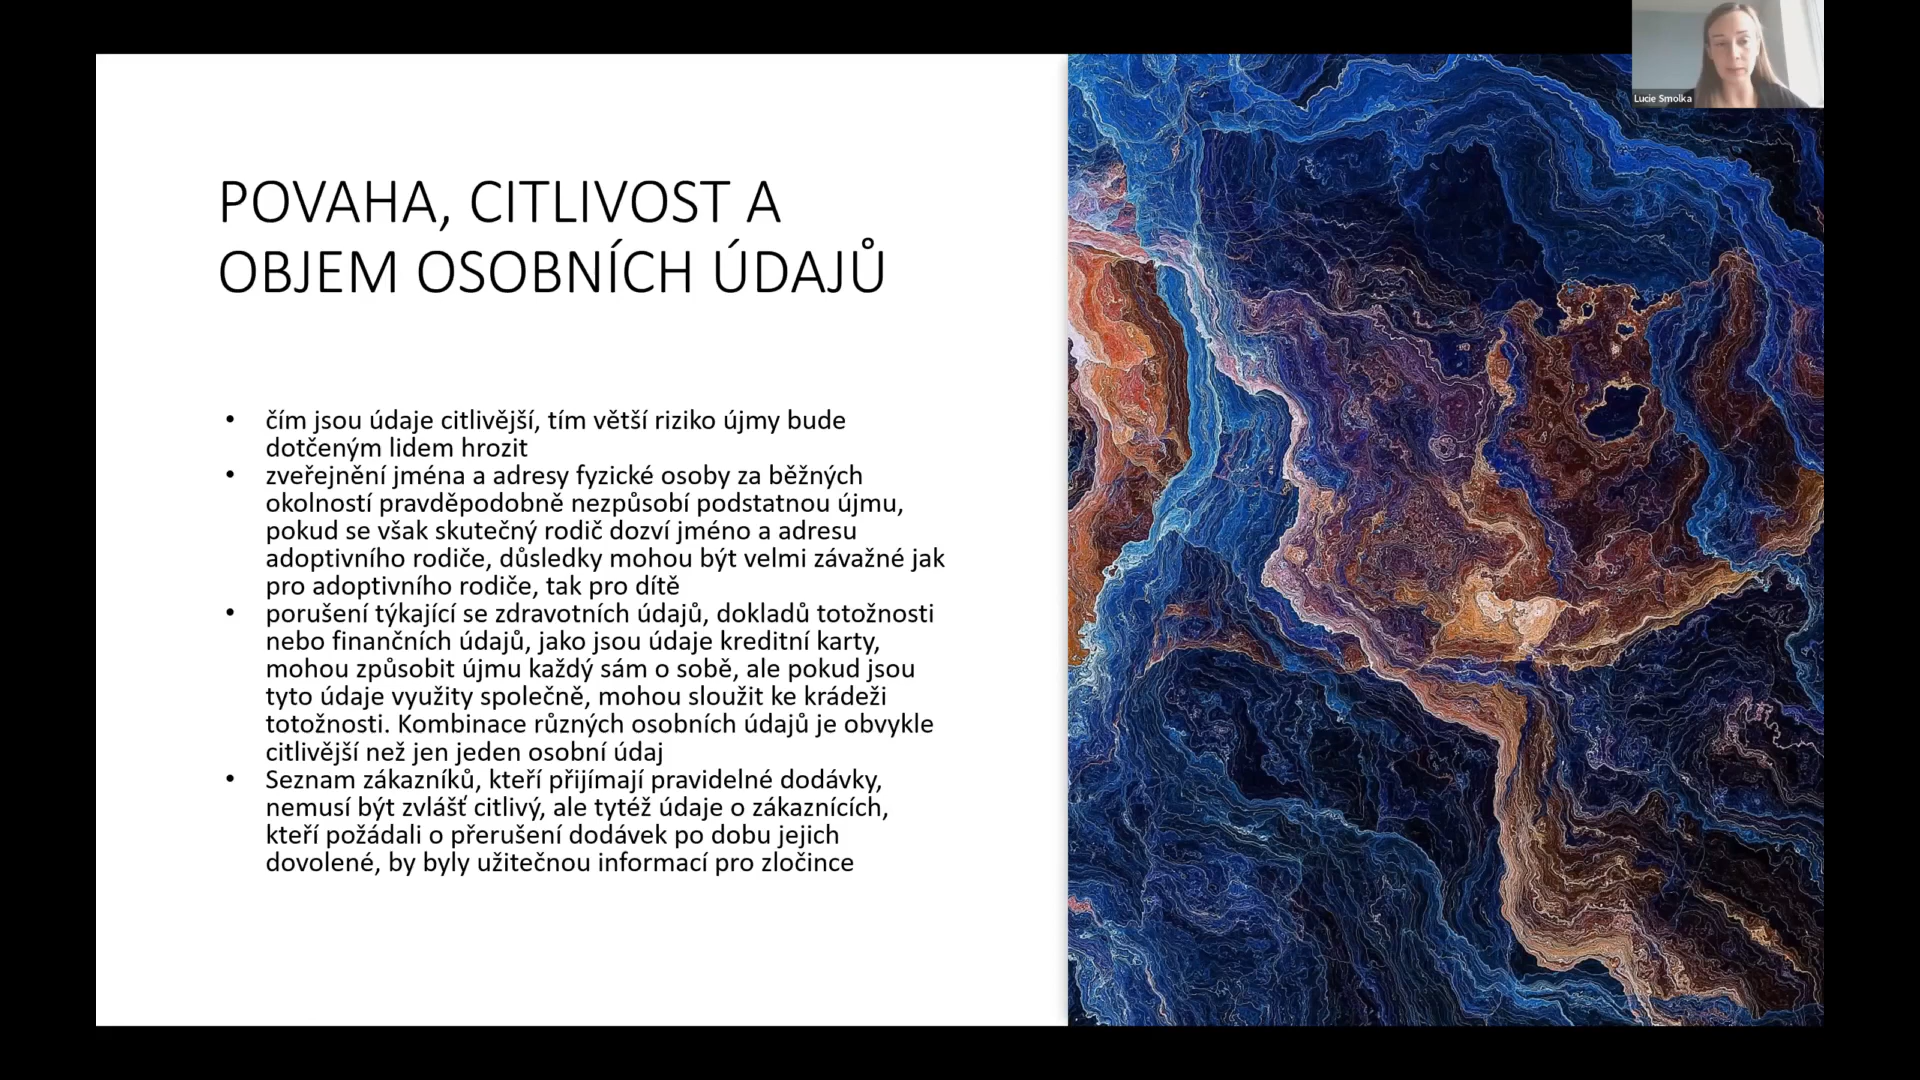 Lucie Smolka
POVAHA, CITLIVOST A
OBJEM OSOBNÍCH ÚDAJŮ
• čím jsou údaje citlivější, tím větší riziko újmy bude
dotčeným lidem hrozit
• zveřejnění jména a adresy fyzické osoby za běžných
okolností pravděpodobně nezpůsobí podstatnou újmu,
pokud se však skutečný rodič dozví jméno a adresu
adoptivního rodiče, důsledky mohou být velmi závažné jak
pro adoptivního rodiče, tak pro dítě
• porušení týkající se zdravotních údajů, dokladů totožnosti
nebo finančních údajů, jako jsou údaje kreditní karty,
mohou způsobit újmu každý sám o sobě, ale pokud jsou
tyto údaje využity společně, mohou sloužit ke krádeži
totožnosti. Kombinace různých osobních údajů je obvykle
citlivější než jen jeden osobní údaj
• Seznam zákazníků, kteří přijímají pravidelné dodávky,
nemusí být zvlášť citlivý, ale tytéž údaje o zákaznících,
kteří požádali o přerušení dodávek po dobu jejich
dovolené, by byly užitečnou informací pro zločince